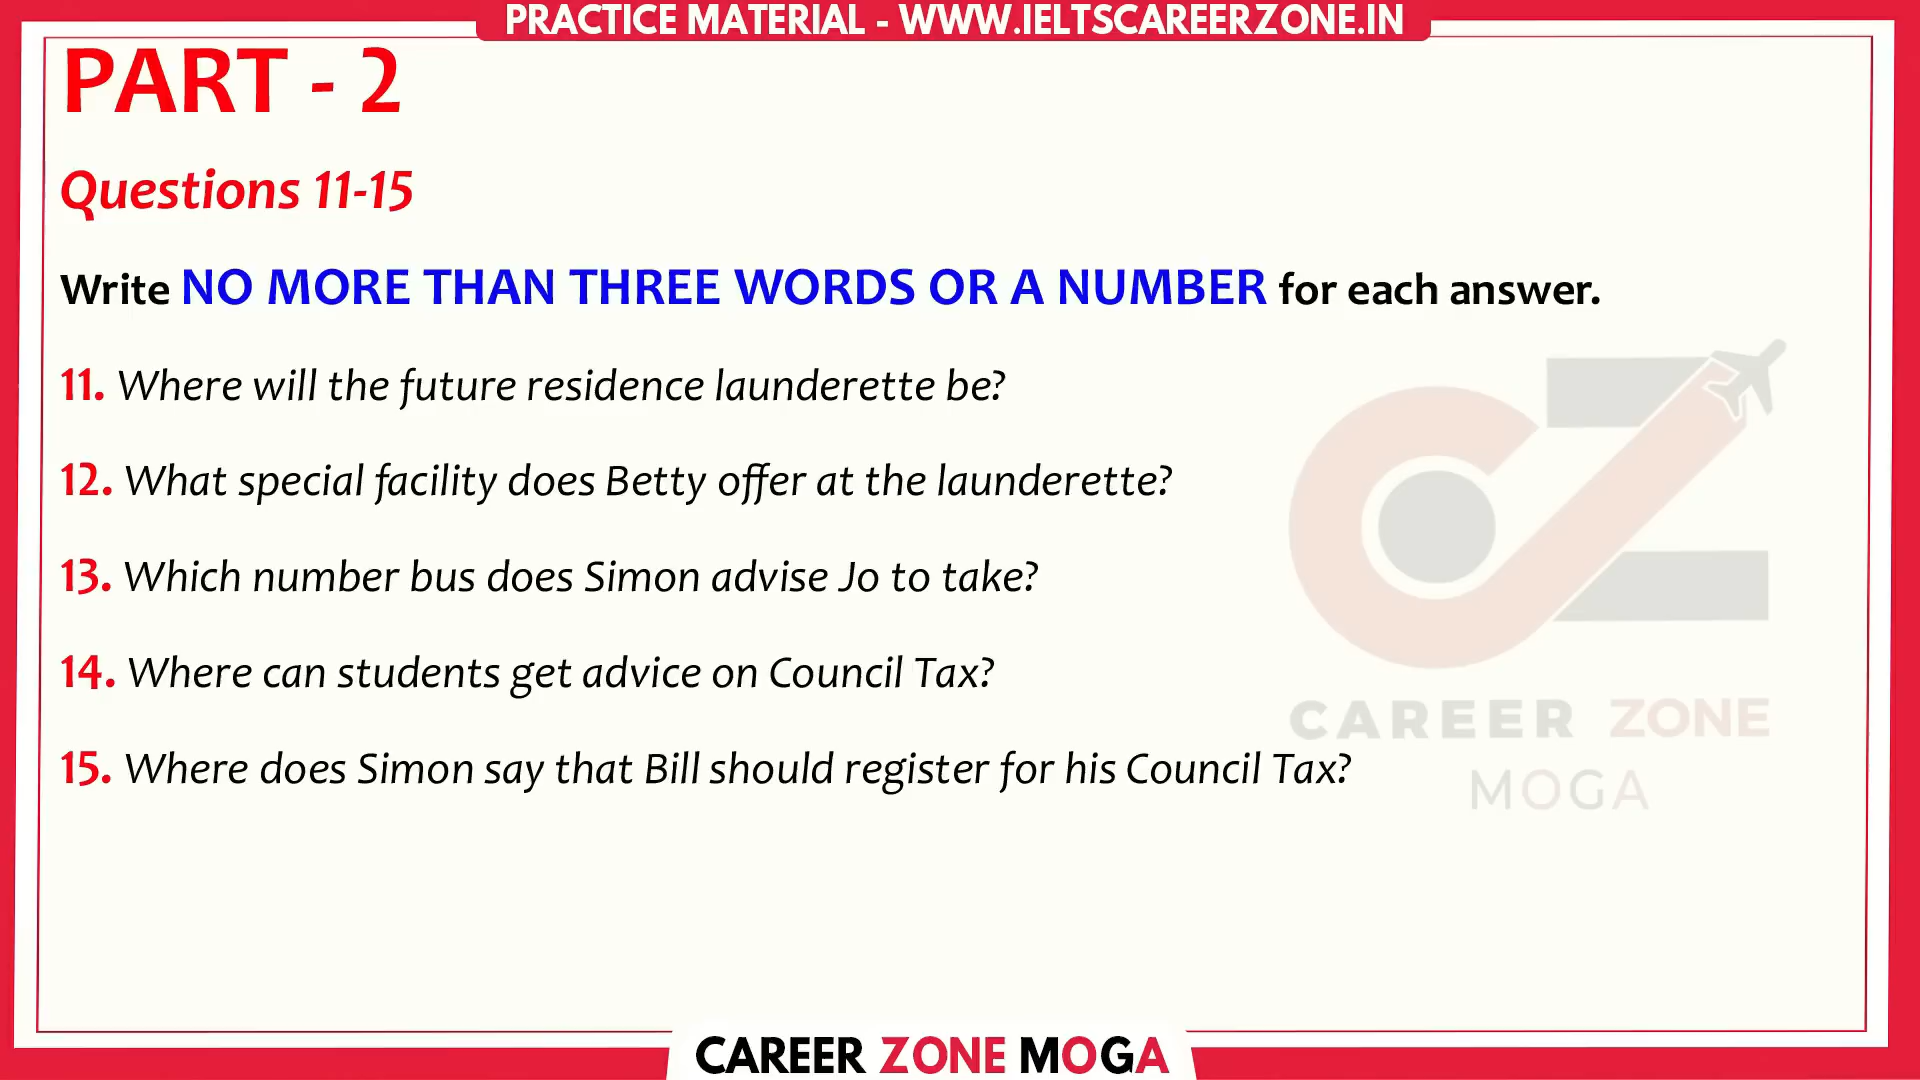 PRACTICE MATERIAL - WWW.IELTSCAREERZONE.IN
PART - 2
Questions 11-15
Write NO MORE THAN THREE WORDS OR A NUMBER for each answer.
11. Where will the future residence launderette be?
12. What special facility does Betty offer at the launderette?
13. Which number bus does Simon advise Jo to take?
14. Where can students get advice on Council Tax?
15. Where does Simon say that Bill should register for his Council Tax?
CAREER ZONE
MOGA
CAREER ZONE MOGA